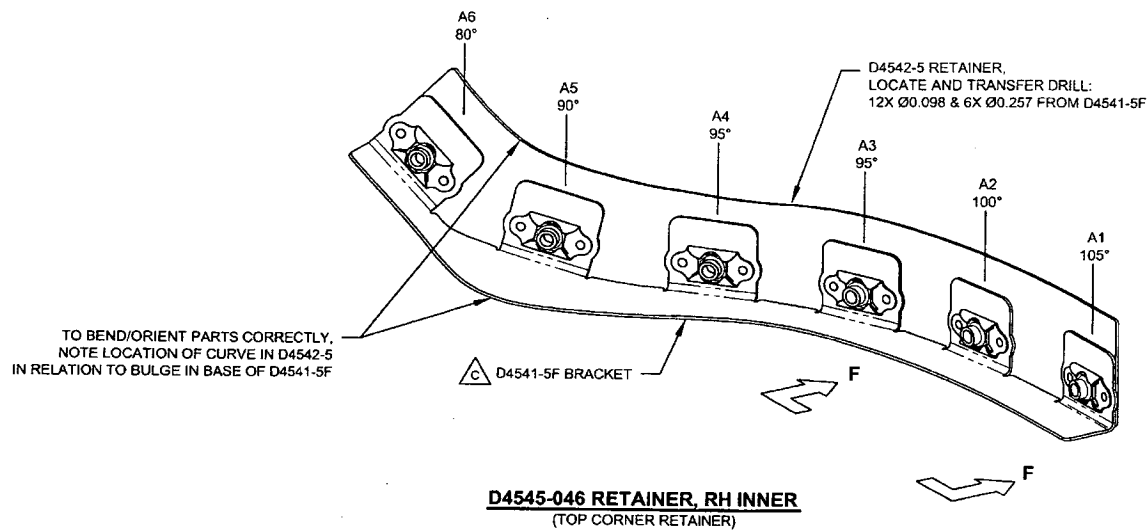 A6
80°
D4542-5 RETAINER,
LOCATE AND TRANSFER DRILL:
12X Ø0.098 & 6X Ø0.257 FROM D4541-5F
A5
90°
A4
95°
A3
95°
A2
100°
A1
105°
TO BEND/ORIENT PARTS CORRECTLY,
NOTE LOCATION OF CURVE IN D4542-5
IN RELATION TO BULGE IN BASE OF D4541-5F
C D4541-5F BRACKET
F
F
D4545-046 RETAINER, RH INNER
(TOP CORNER RETAINER)